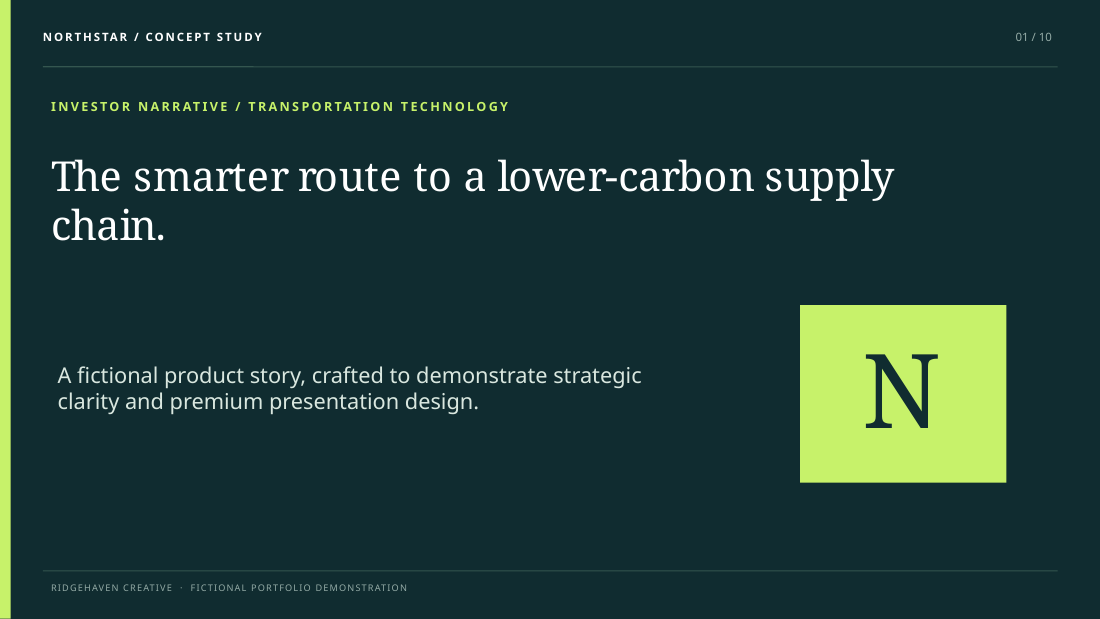 NORTHSTAR / CONCEPT STUDY
01 / 10
INVESTOR NARRATIVE / TRANSPORTATION TECHNOLOGY
The smarter route to a lower-carbon supply
chain.
A fictional product story, crafted to demonstrate strategic
clarity and premium presentation design.
N
RIDGEHAVEN CREATIVE · FICTIONAL PORTFOLIO DEMONSTRATION